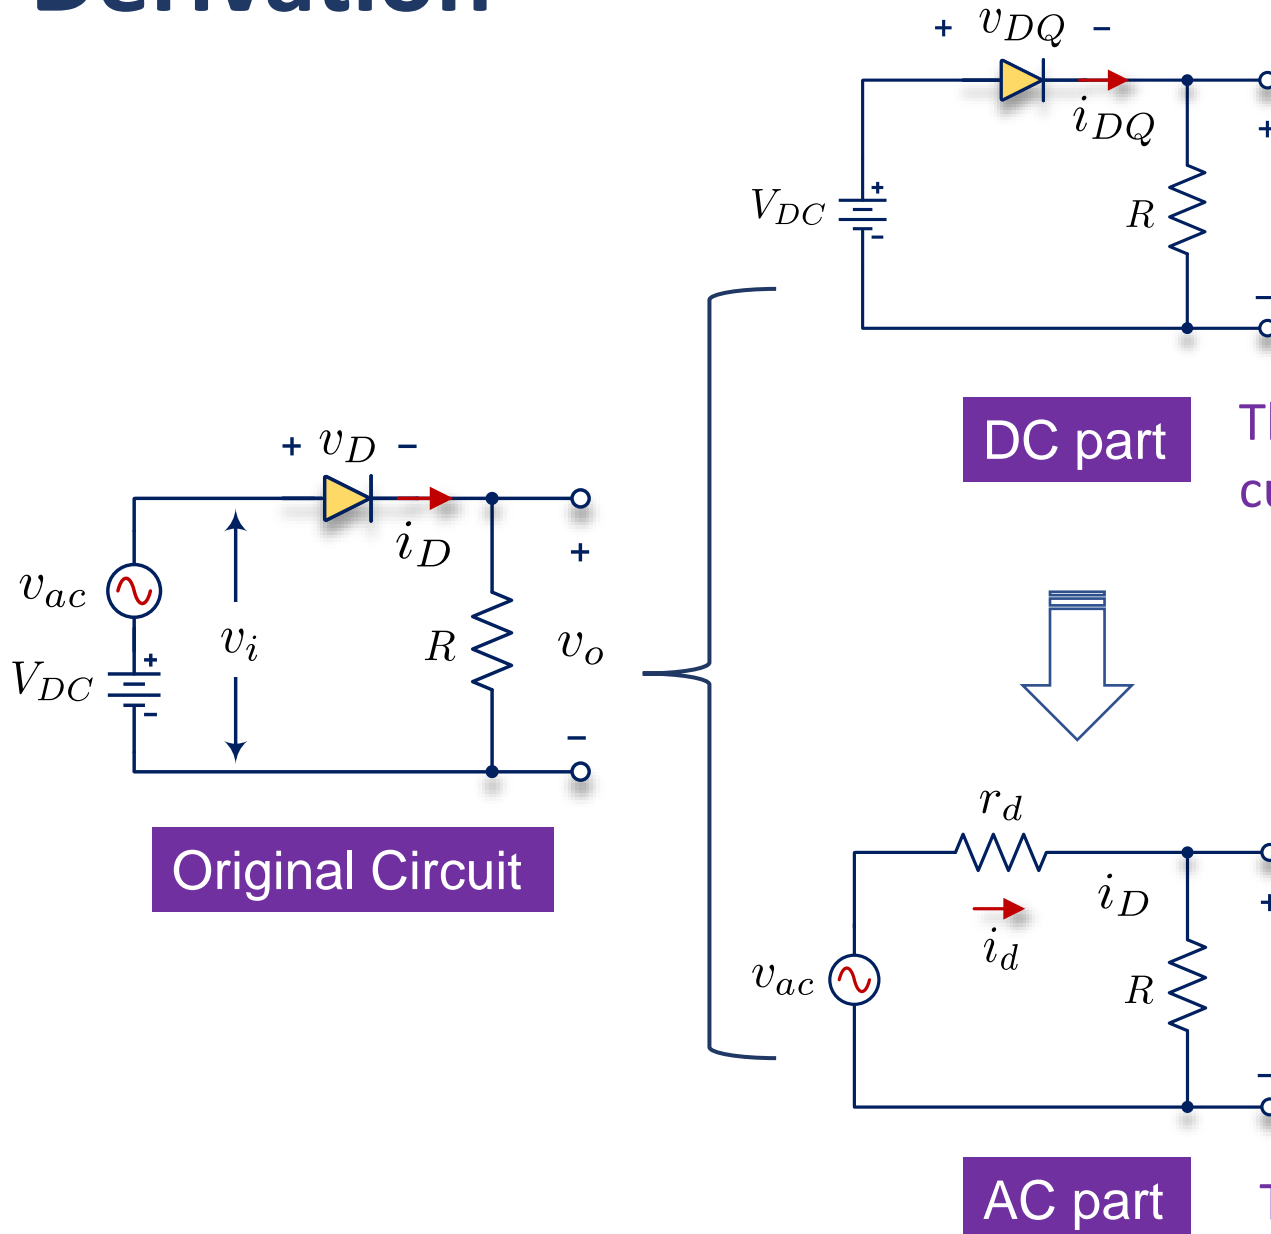 Derivation
+ v_DQ −
i_DQ
+
V_DC
+
−
R
−
DC part
+ v_D −
i_D
+
v_ac
v_i
R
v_o
V_DC
+
−
−
Original Circuit
r_d
i_D
+
i_d
v_ac
R
−
AC part